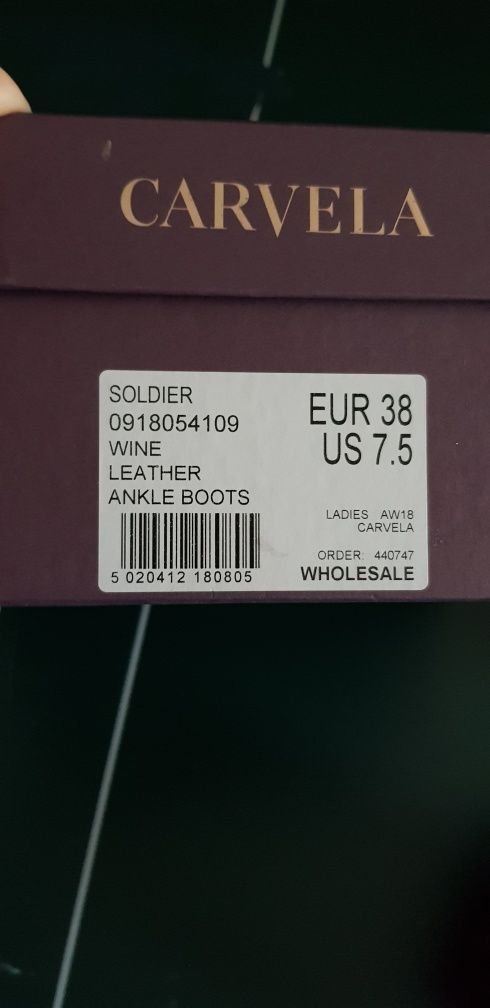 CARVELA
SOLDIER
0918054109
WINE
LEATHER
ANKLE BOOTS
5 020412 180805
EUR 38
US 7.5
LADIES AW18
CARVELA
ORDER: 440747
WHOLESALE